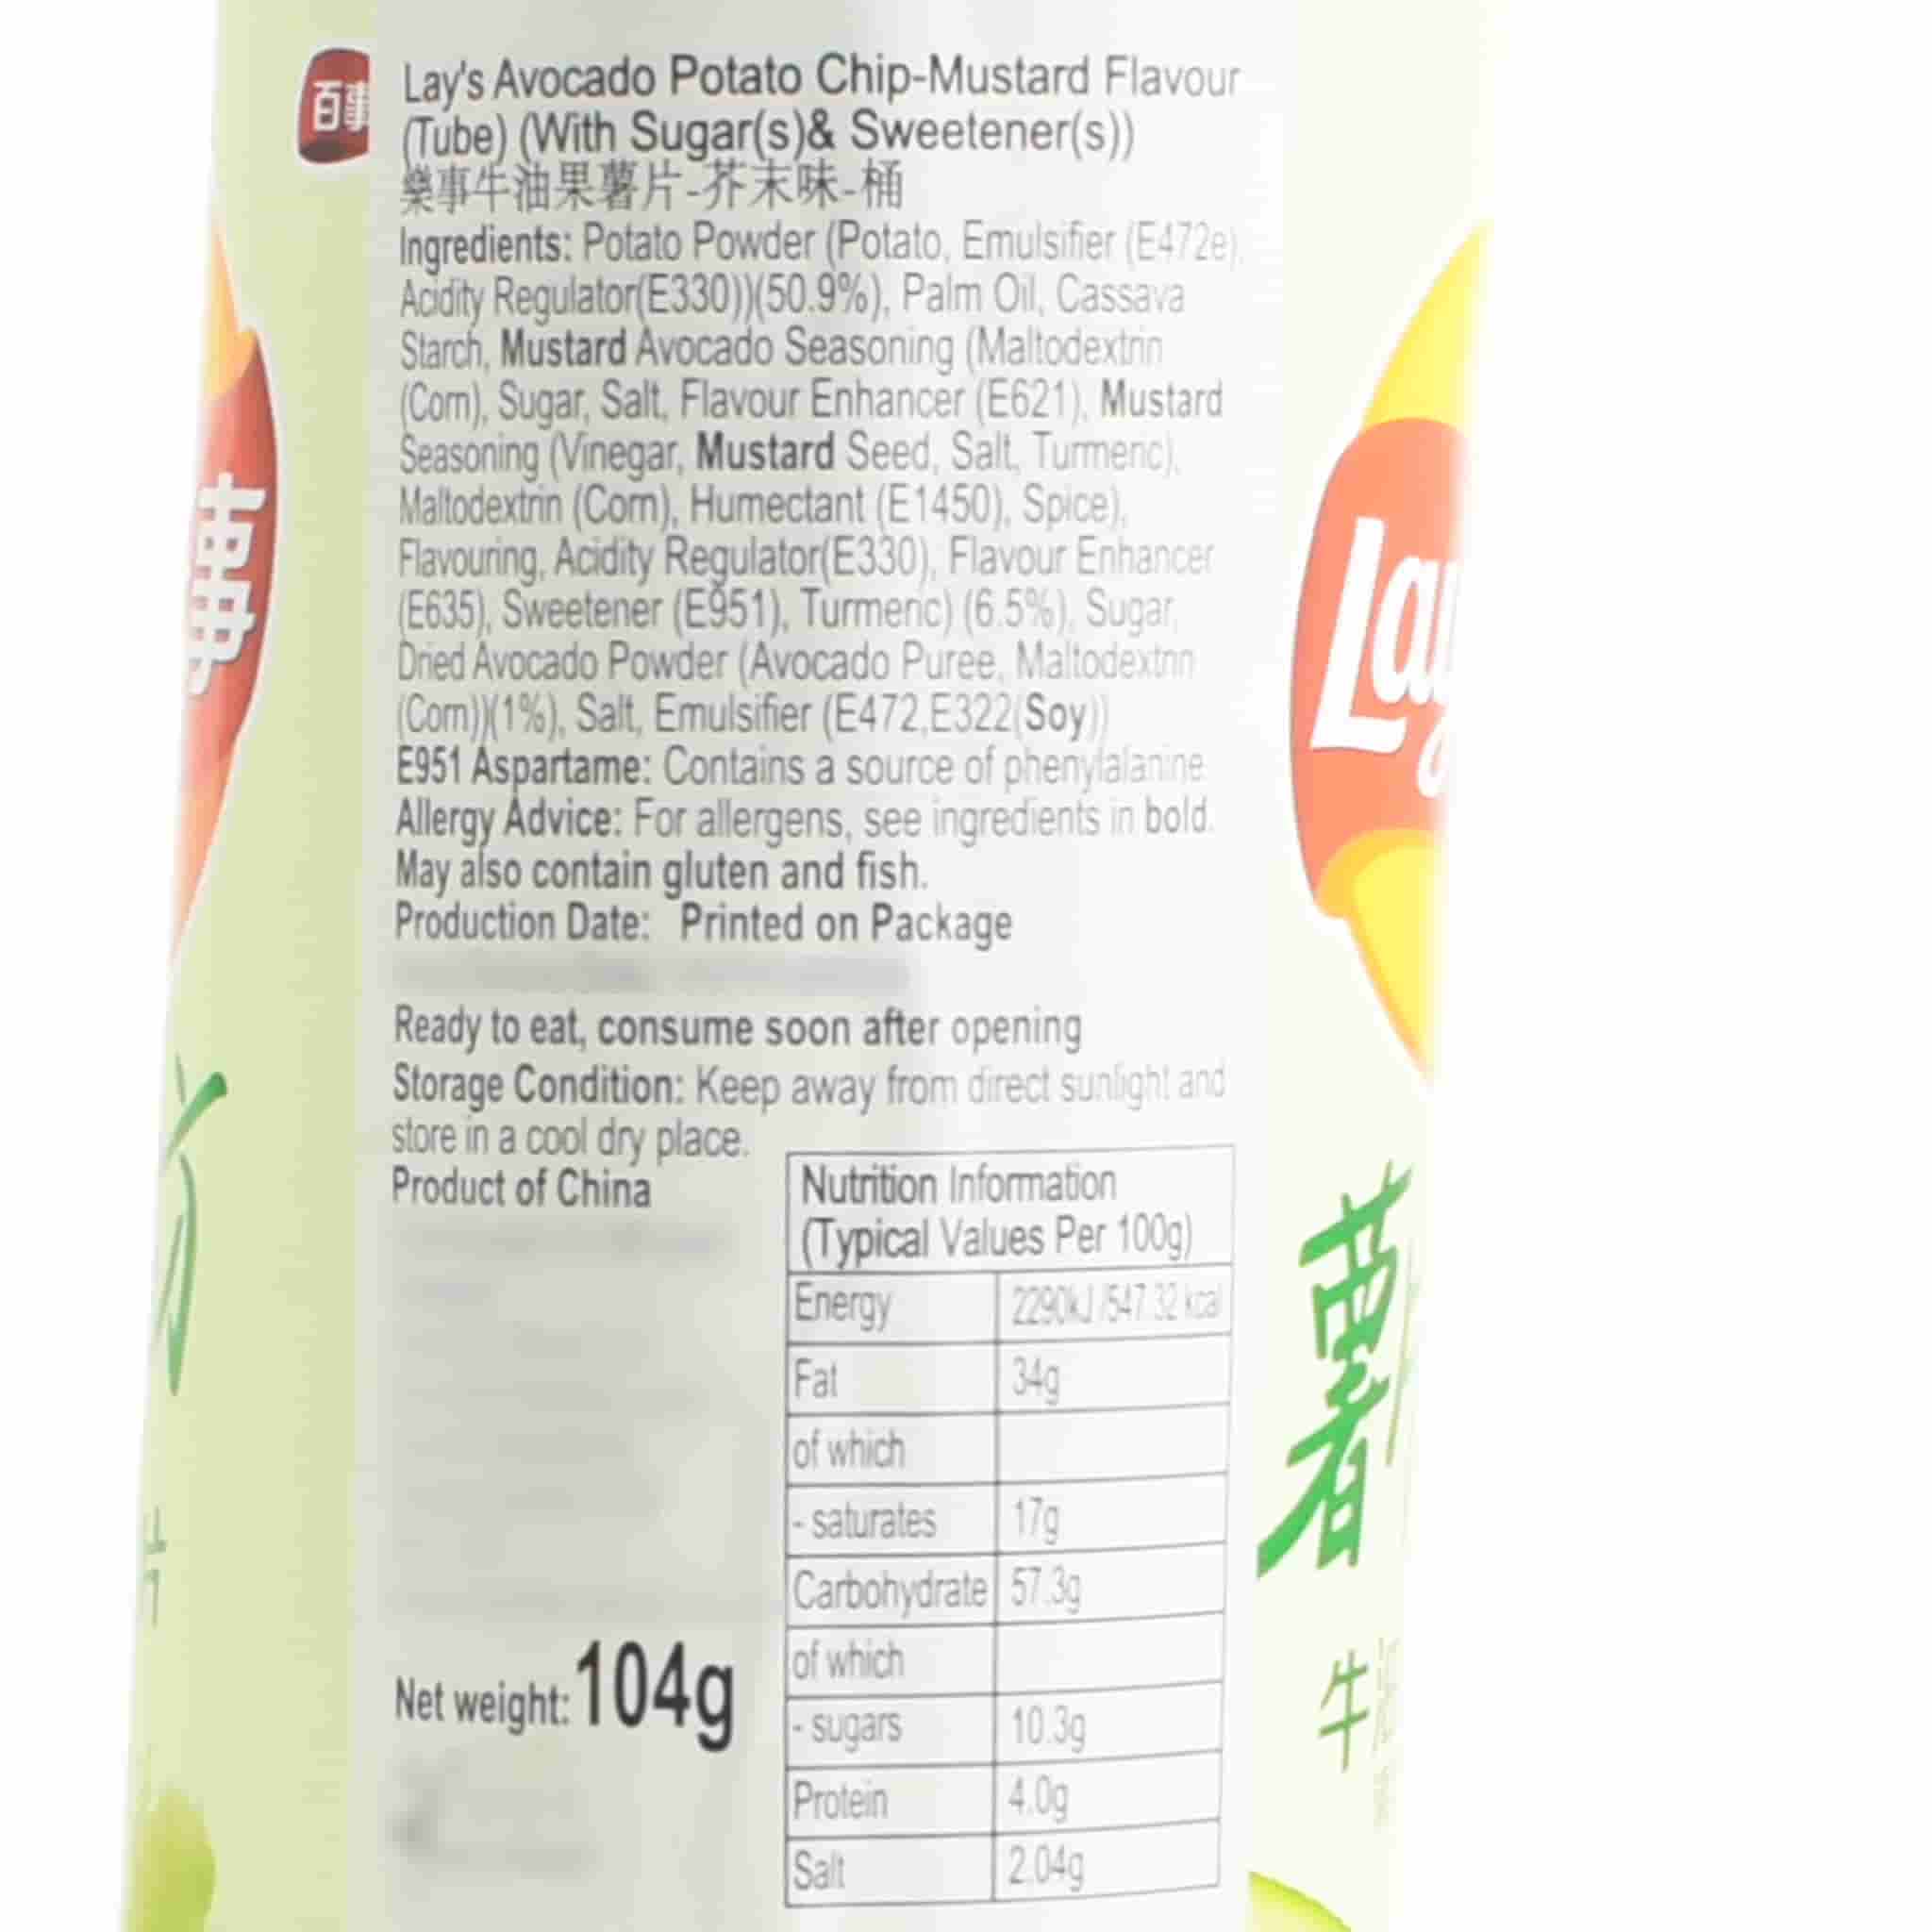 百事
Lay's Avocado Potato Chip-Mustard Flavour
(Tube) (With Sugar(s)& Sweetener(s))
樂事牛油果薯片-芥末味-桶
Ingredients: Potato Powder (Potato, Emulsifier (E472e),
Acidity Regulator(E330))(50.9%), Palm Oil, Cassava
Starch, Mustard Avocado Seasoning (Maltodextrin
(Corn), Sugar, Salt, Flavour Enhancer (E621), Mustard
Seasoning (Vinegar, Mustard Seed, Salt, Turmeric),
Maltodextrin (Corn), Humectant (E1450), Spice),
Flavouring, Acidity Regulator(E330), Flavour Enhancer
(E635), Sweetener (E951), Turmeric) (6.5%), Sugar,
Dried Avocado Powder (Avocado Puree, Maltodextrin
(Corn))(1%), Salt, Emulsifier (E472,E322(Soy))
E951 Aspartame: Contains a source of phenylalanine
Allergy Advice: For allergens, see ingredients in bold.
May also contain gluten and fish.
Production Date: Printed on Package
Ready to eat, consume soon after opening
Storage Condition: Keep away from direct sunlight and
store in a cool dry place.
Product of China
Net weight: 104g
Nutrition Information
(Typical Values Per 100g)
Energy 2290kJ /547.32 kcal
Fat 34g
of which
- saturates 17g
Carbohydrate 57.3g
of which
- sugars 10.3g
Protein 4.0g
Salt 2.04g
事
片
Lay
薯
牛油